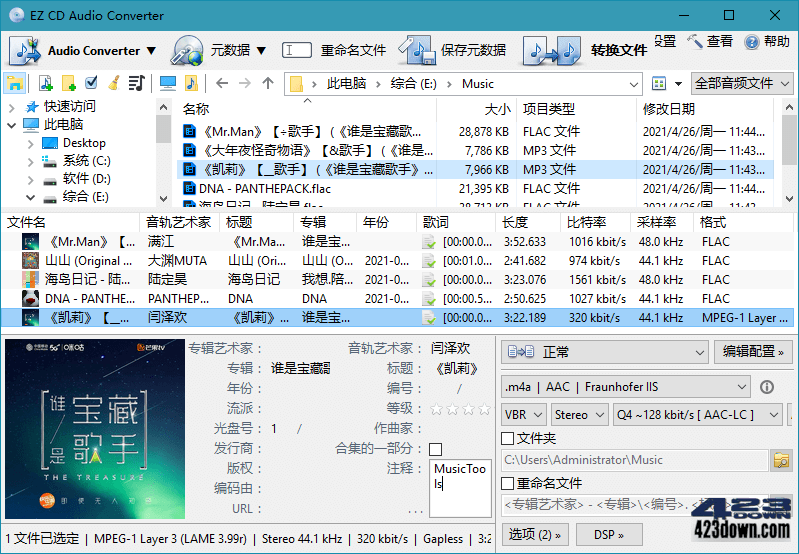 EZ CD Audio Converter
Audio Converter ▼ 元数据 ▼ 重命名文件 保存元数据 转换文件 设置 查看 帮助
此电脑 › 综合 (E:) › Music 全部音频文件
快速访问
此电脑
Desktop
系统 (C:)
软件 (D:)
综合 (E:)
名称 大小 项目类型 修改日期
《Mr.Man》【÷歌手】 (《谁是宝藏歌... 28,878 KB FLAC 文件 2021/4/26/周一 11:44...
《大年夜怪奇物语》【&歌手】 (《谁是... 7,786 KB MP3 文件 2021/4/26/周一 11:44...
《凯莉》【__歌手】 (《谁是宝藏歌手》... 7,966 KB MP3 文件 2021/4/26/周一 11:43...
DNA - PANTHEPACK.flac 21,395 KB FLAC 文件 2021/4/26/周一 11:44...
海岛日记 - 陆定昊.flac 38,713 KB FLAC 文件 2021/4/26/周一 11:43
文件名 音轨艺术家 标题 专辑 年份 歌词 长度 比特率 采样率 格式
《Mr.Man》【... 满江 《Mr.Ma... 谁是宝... [00:00.0... 3:52.633 1016 kbit/s 48.0 kHz FLAC
山山 (Original ... 大渊MUTA 山山 (Ori... 山山 (Ori... 2021-0... [00:01.0... 2:41.682 974 kbit/s 44.1 kHz FLAC
海岛日记 - 陆... 陆定昊 海岛日记 我想.陪... 2021-0... [00:00.0... 3:23.076 1561 kbit/s 48.0 kHz FLAC
DNA - PANTHE... PANTHEP... DNA DNA 2021-0... [00:00.5... 2:50.625 1027 kbit/s 44.1 kHz FLAC
《凯莉》【__... 闫泽欢 《凯莉》... 谁是宝... [00:00.0... 3:22.189 320 kbit/s 44.1 kHz MPEG-1 Layer ...
中国移动 5G 咪咕 芒果tv
谁是宝藏歌手
THE TREASURE
专辑艺术家 :
专辑 : 谁是宝藏歌
年份 :
流派 :
光盘号 : 1 /
发行商 :
版权 :
编码由 :
URL :
音轨艺术家 : 闫泽欢
标题 : 《凯莉》
编号 : /
等级 :
作曲家 :
合集的一部分 :
注释 : MusicToo
ls
...
正常 编辑配置 »
.m4a | AAC | Fraunhofer IIS
VBR Stereo Q4 ~128 kbit/s [ AAC-LC ]
文件夹
C:\Users\Administrator\Music
重命名文件
<专辑艺术家> - <专辑>\<编号>.
选项 (2) » DSP »
423DOWN
423down.com
1 文件已选定 | MPEG-1 Layer 3 (LAME 3.99r) | Stereo 44.1 kHz | 320 kbit/s | Gapless | 3:2